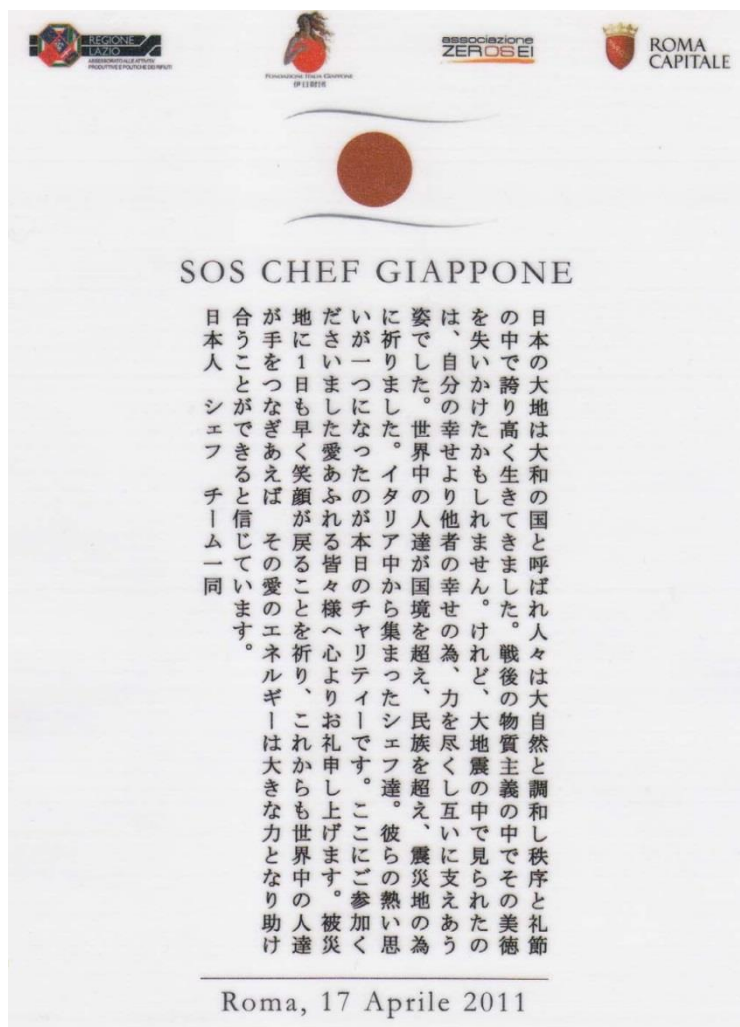 REGIONE
LAZIO
ASSESSORATO ALLE ATTIVITA'
PRODUTTIVE E POLITICHE DEI RIFIUTI
FONDAZIONE ITALIA GIAPPONE
伊日財団
associazione
ZEROSEI
ROMA
CAPITALE
SOS CHEF GIAPPONE
日本の大地は大和の国と呼ばれ人々は大自然と調和し秩序と礼節
の中で誇り高く生きてきました。戦後の物質主義の中でその美徳
を失いかけたかもしれません。けれど、大地震の中で見られたの
は、自分の幸せより他者の幸せの為、力を尽くし互いに支えあう
姿でした。世界中の人達が国境を超え、民族を超え、震災地の為
に祈りました。イタリア中から集まったシェフ達。彼らの熱い思
いが一つになったのが本日のチャリティーです。ここにご参加く
ださいました愛あふれる皆々様へ心よりお礼申し上げます。被災
地に１日も早く笑顔が戻ることを祈り、これからも世界中の人達
が手をつなぎあえば　その愛のエネルギーは大きな力となり助け
合うことができると信じています。
日本人　シェフ　チーム一同
Roma, 17 Aprile 2011